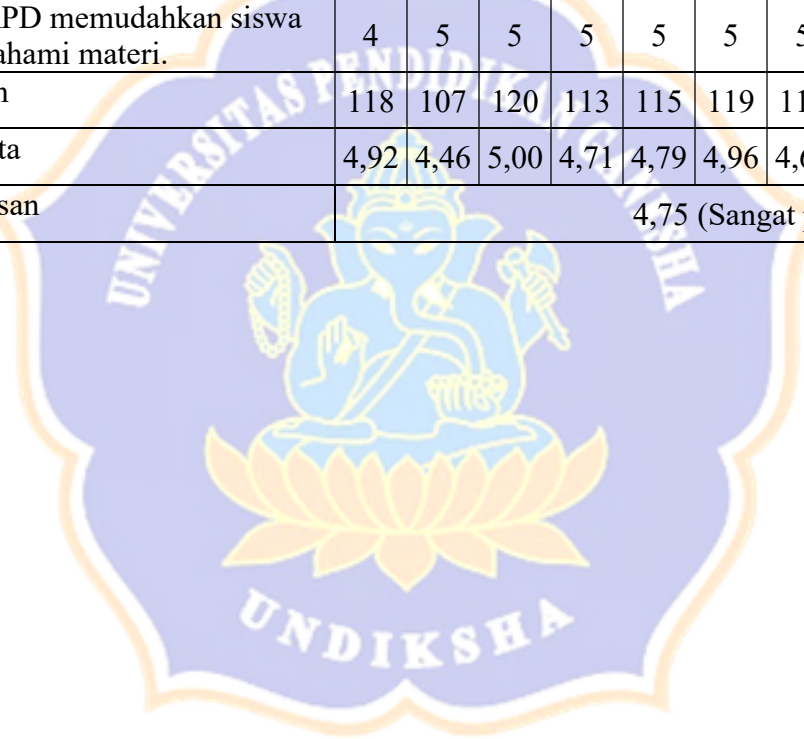 PD memudahkan siswa
ahami materi. 4 5 5 5 5 5
118 107 120 113 115 119
ta 4,92 4,46 5,00 4,71 4,79 4,96
san 4,75 (Sangat
UNIVERSITAS PENDIDIKAN GANESHA
UNDIKSHA